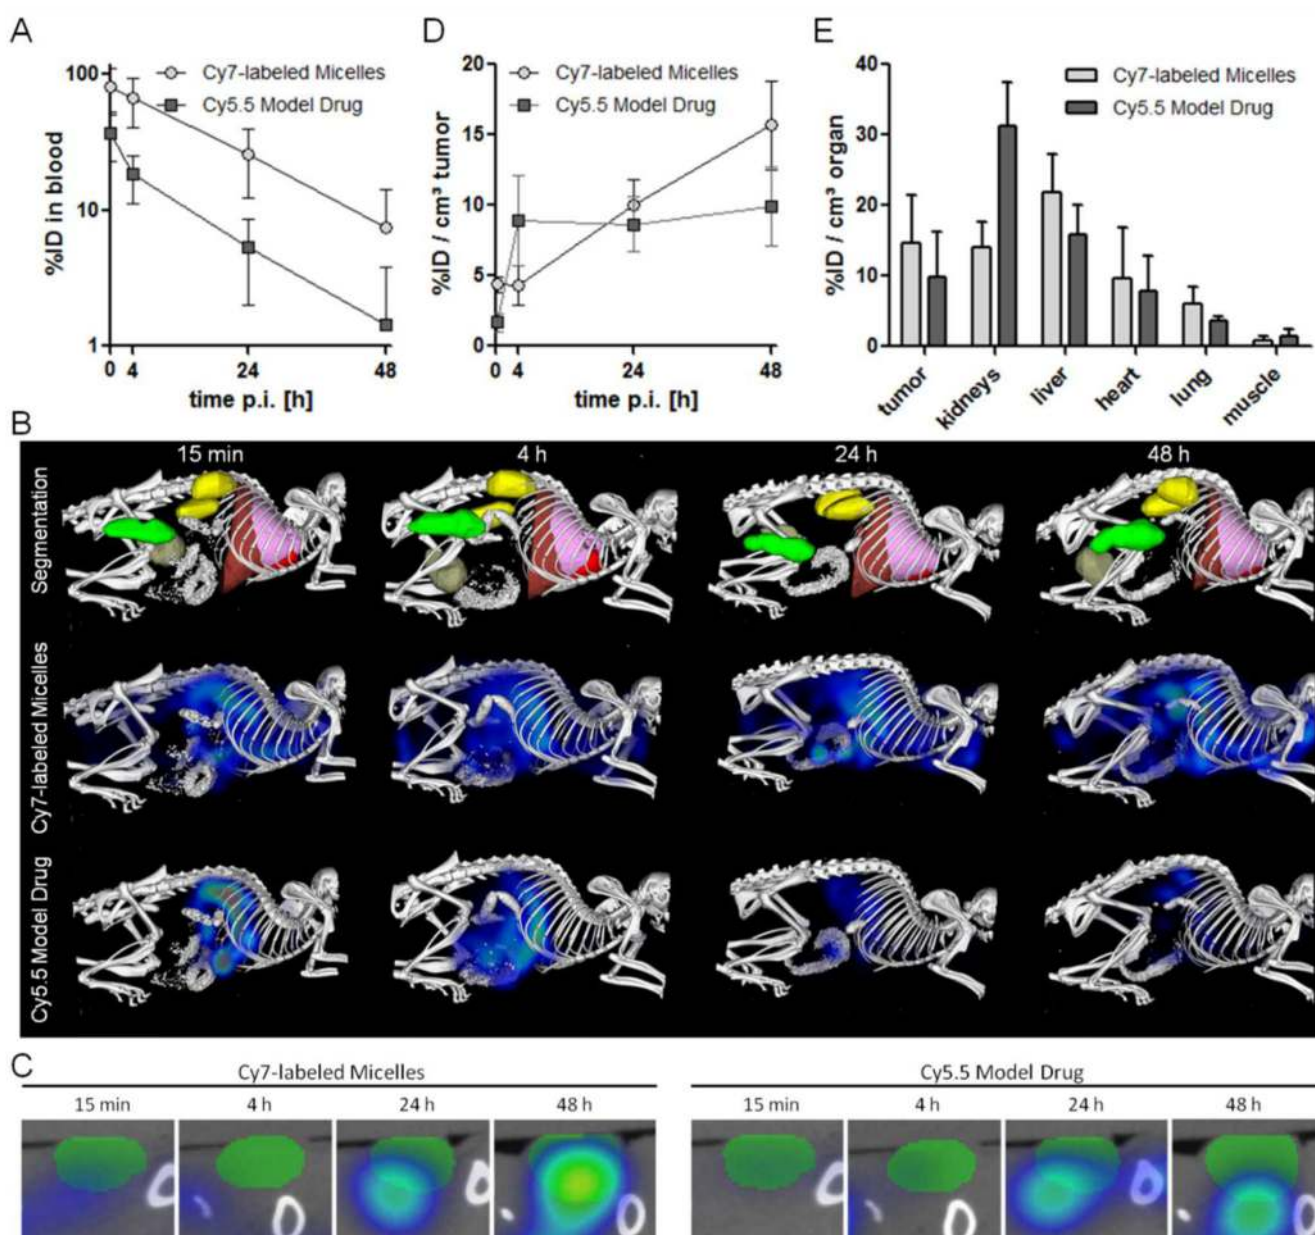 A
%ID in blood
100
10
1
Cy7-labeled Micelles
Cy5.5 Model Drug
0 4 24 48
time p.i. [h]
D
%ID / cm³ tumor
20
15
10
5
0
Cy7-labeled Micelles
Cy5.5 Model Drug
0 4 24 48
time p.i. [h]
E
%ID / cm³ organ
40
30
20
10
0
Cy7-labeled Micelles
Cy5.5 Model Drug
tumor kidneys liver heart lung muscle
B
15 min 4 h 24 h 48 h
Segmentation
Cy7-labeled Micelles
Cy5.5 Model Drug
C
Cy7-labeled Micelles
15 min 4 h 24 h 48 h
Cy5.5 Model Drug
15 min 4 h 24 h 48 h